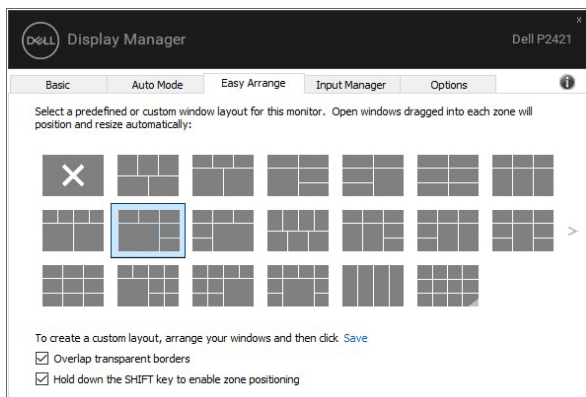 DELL Display Manager
Dell P2421
x
Basic
Auto Mode
Easy Arrange
Input Manager
Options
i
Select a predefined or custom window layout for this monitor. Open windows dragged into each zone will
position and resize automatically:
>
To create a custom layout, arrange your windows and then click Save
Overlap transparent borders
Hold down the SHIFT key to enable zone positioning